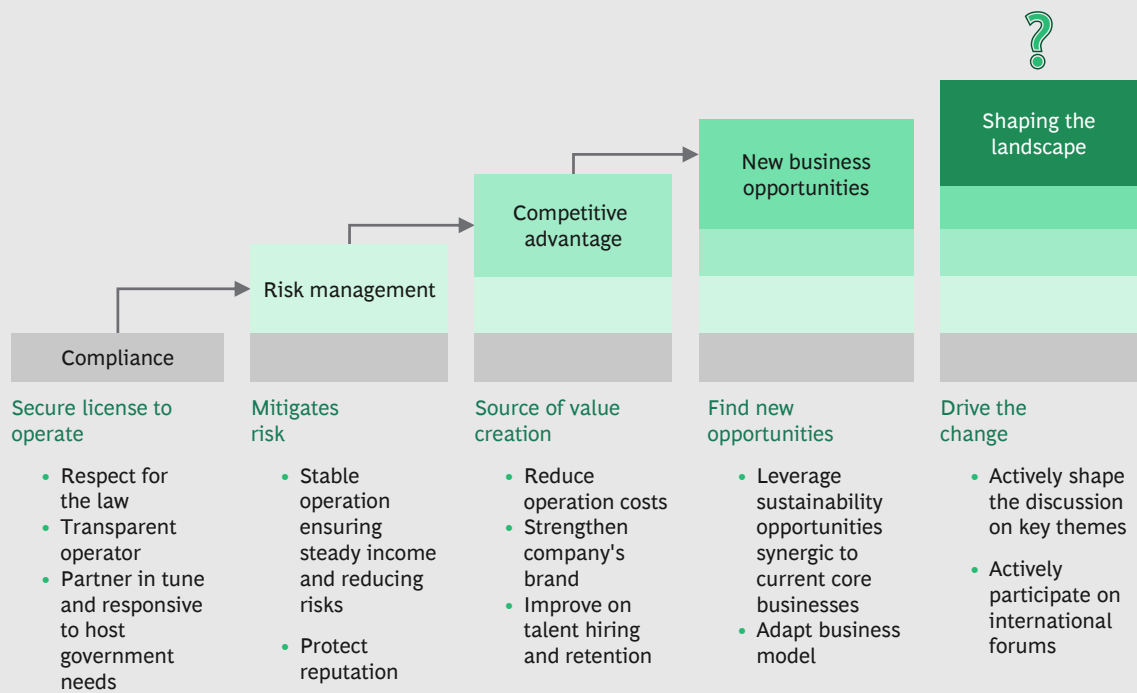 ?
Shaping the
landscape
New business
opportunities
Competitive
advantage
Risk management
Compliance
Secure license to
operate
• Respect for
the law
• Transparent
operator
• Partner in tune
and responsive
to host
government
needs
Mitigates
risk
• Stable
operation
ensuring
steady income
and reducing
risks
• Protect
reputation
Source of value
creation
• Reduce
operation costs
• Strengthen
company's
brand
• Improve on
talent hiring
and retention
Find new
opportunities
• Leverage
sustainability
opportunities
synergic to
current core
businesses
• Adapt business
model
Drive the
change
• Actively shape
the discussion
on key themes
• Actively
participate on
international
forums